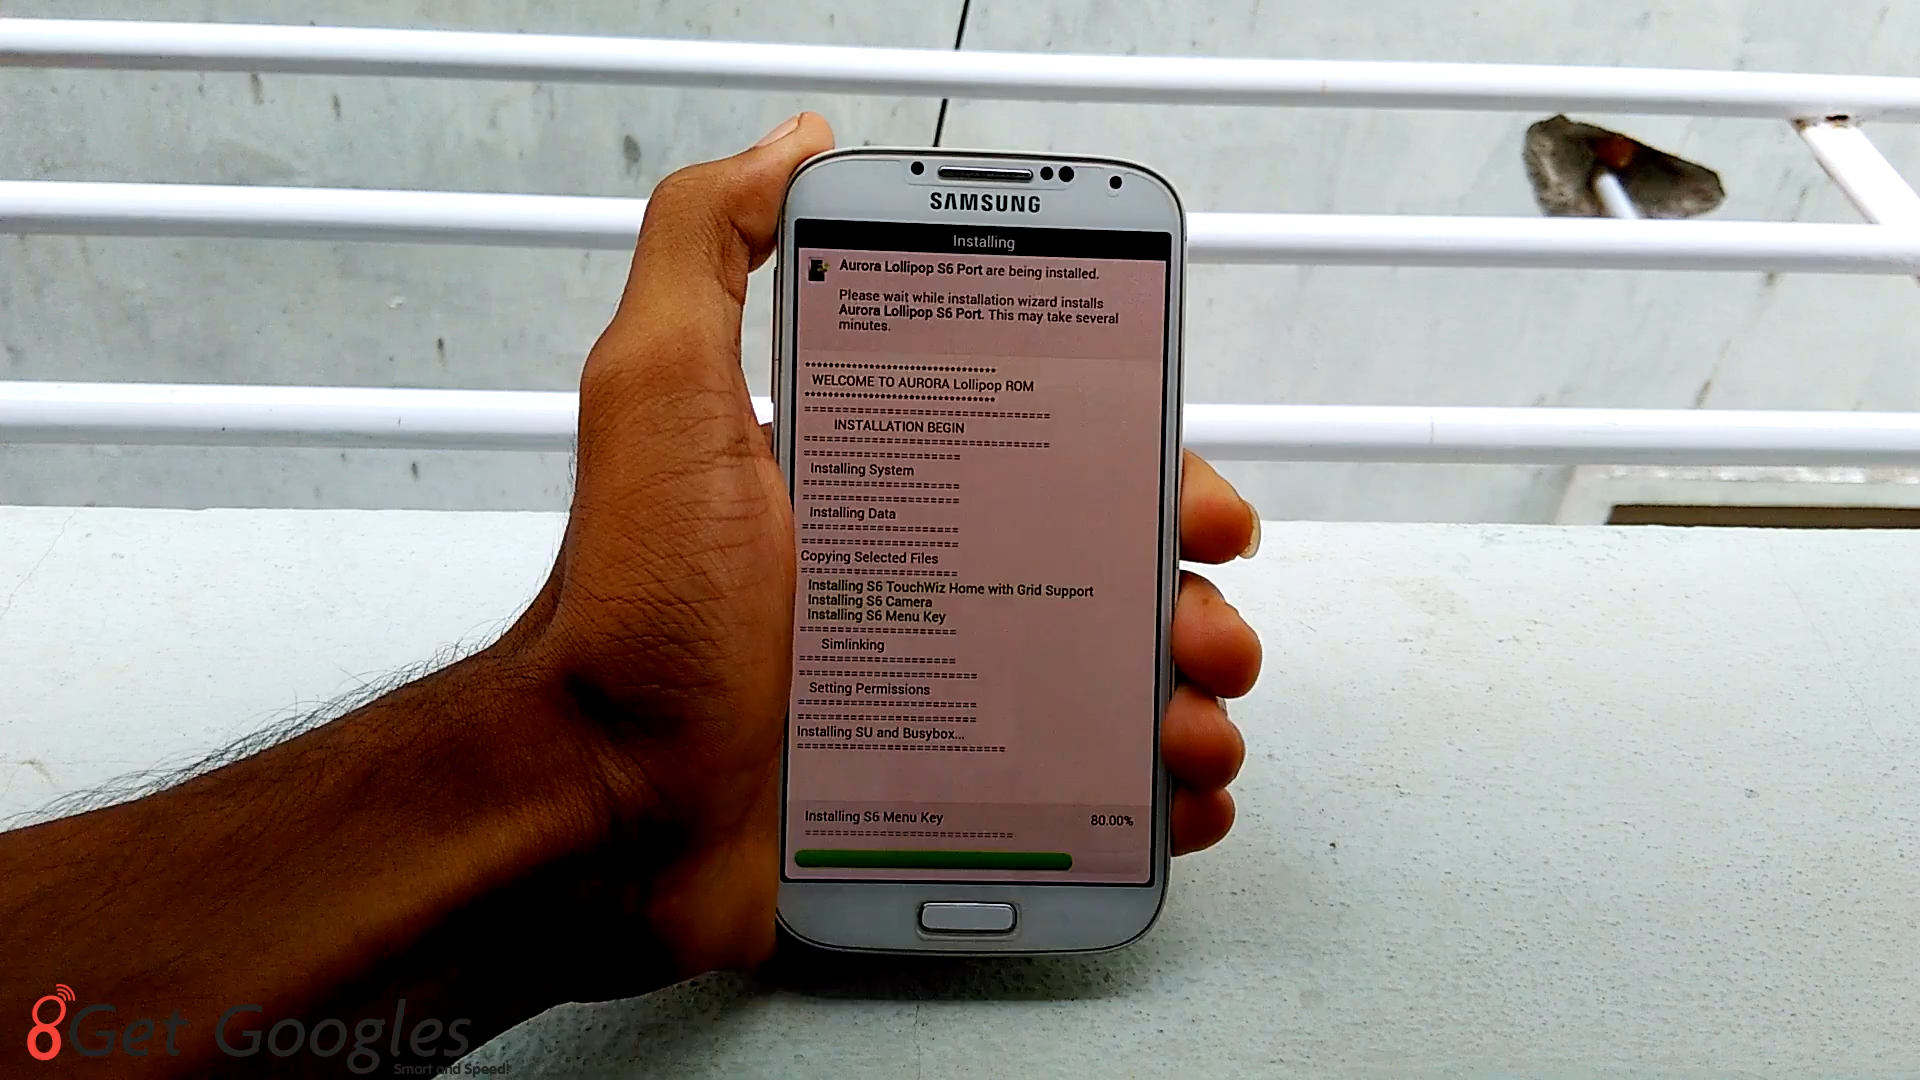 SAMSUNG
Installing
Aurora Lollipop S6 Port are being installed.
Please wait while installation wizard installs
Aurora Lollipop S6 Port. This may take several
minutes.
**********************************
WELCOME TO AURORA Lollipop ROM
**********************************
================================
INSTALLATION BEGIN
================================
====================
Installing System
====================
====================
Installing Data
====================
====================
Copying Selected Files
====================
Installing S6 TouchWiz Home with Grid Support
Installing S6 Camera
Installing S6 Menu Key
====================
Simlinking
====================
=======================
Setting Permissions
=======================
=======================
Installing SU and Busybox...
===========================
Installing S6 Menu Key 80.00%
===========================
8Get Googles
Smart and Speed!